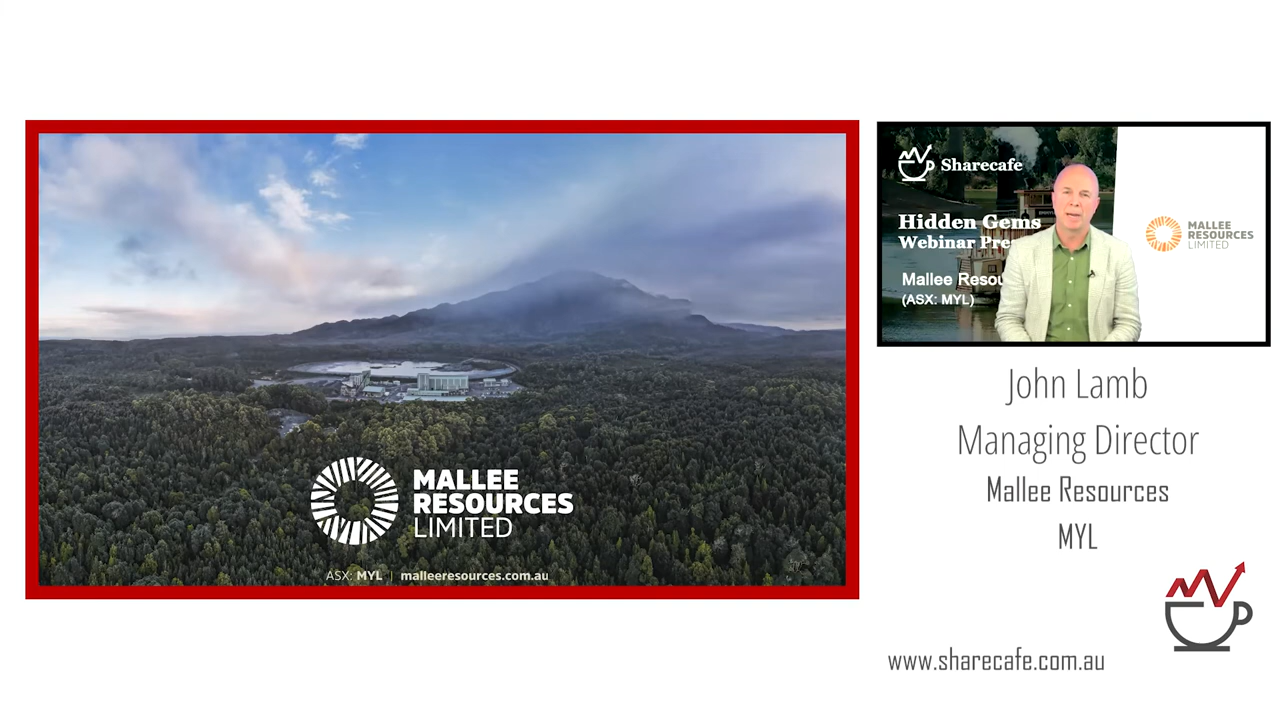 MALLEE
RESOURCES
LIMITED
ASX: MYL | malleeresources.com.au
Sharecafe
Hidden Gems
Webinar Pre
Mallee Resou
(ASX: MYL)
MALLEE
RESOURCES
LIMITED
John Lamb
Managing Director
Mallee Resources
MYL
www.sharecafe.com.au